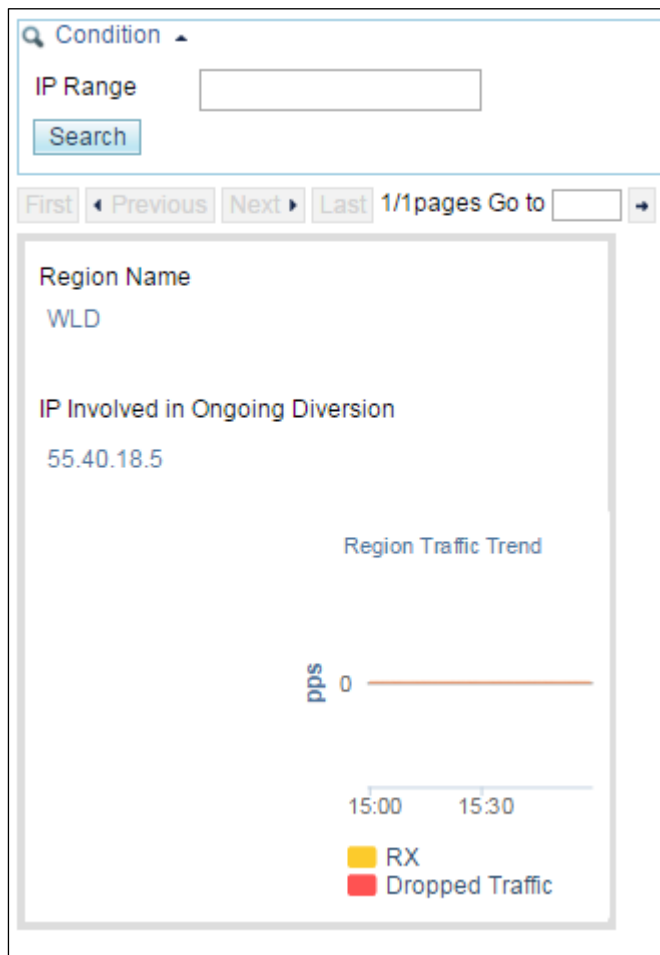 Condition
IP Range
Search
First Previous Next Last 1/1pages Go to
Region Name
WLD
IP Involved in Ongoing Diversion
55.40.18.5
Region Traffic Trend
pps
0
15:00 15:30
RX
Dropped Traffic